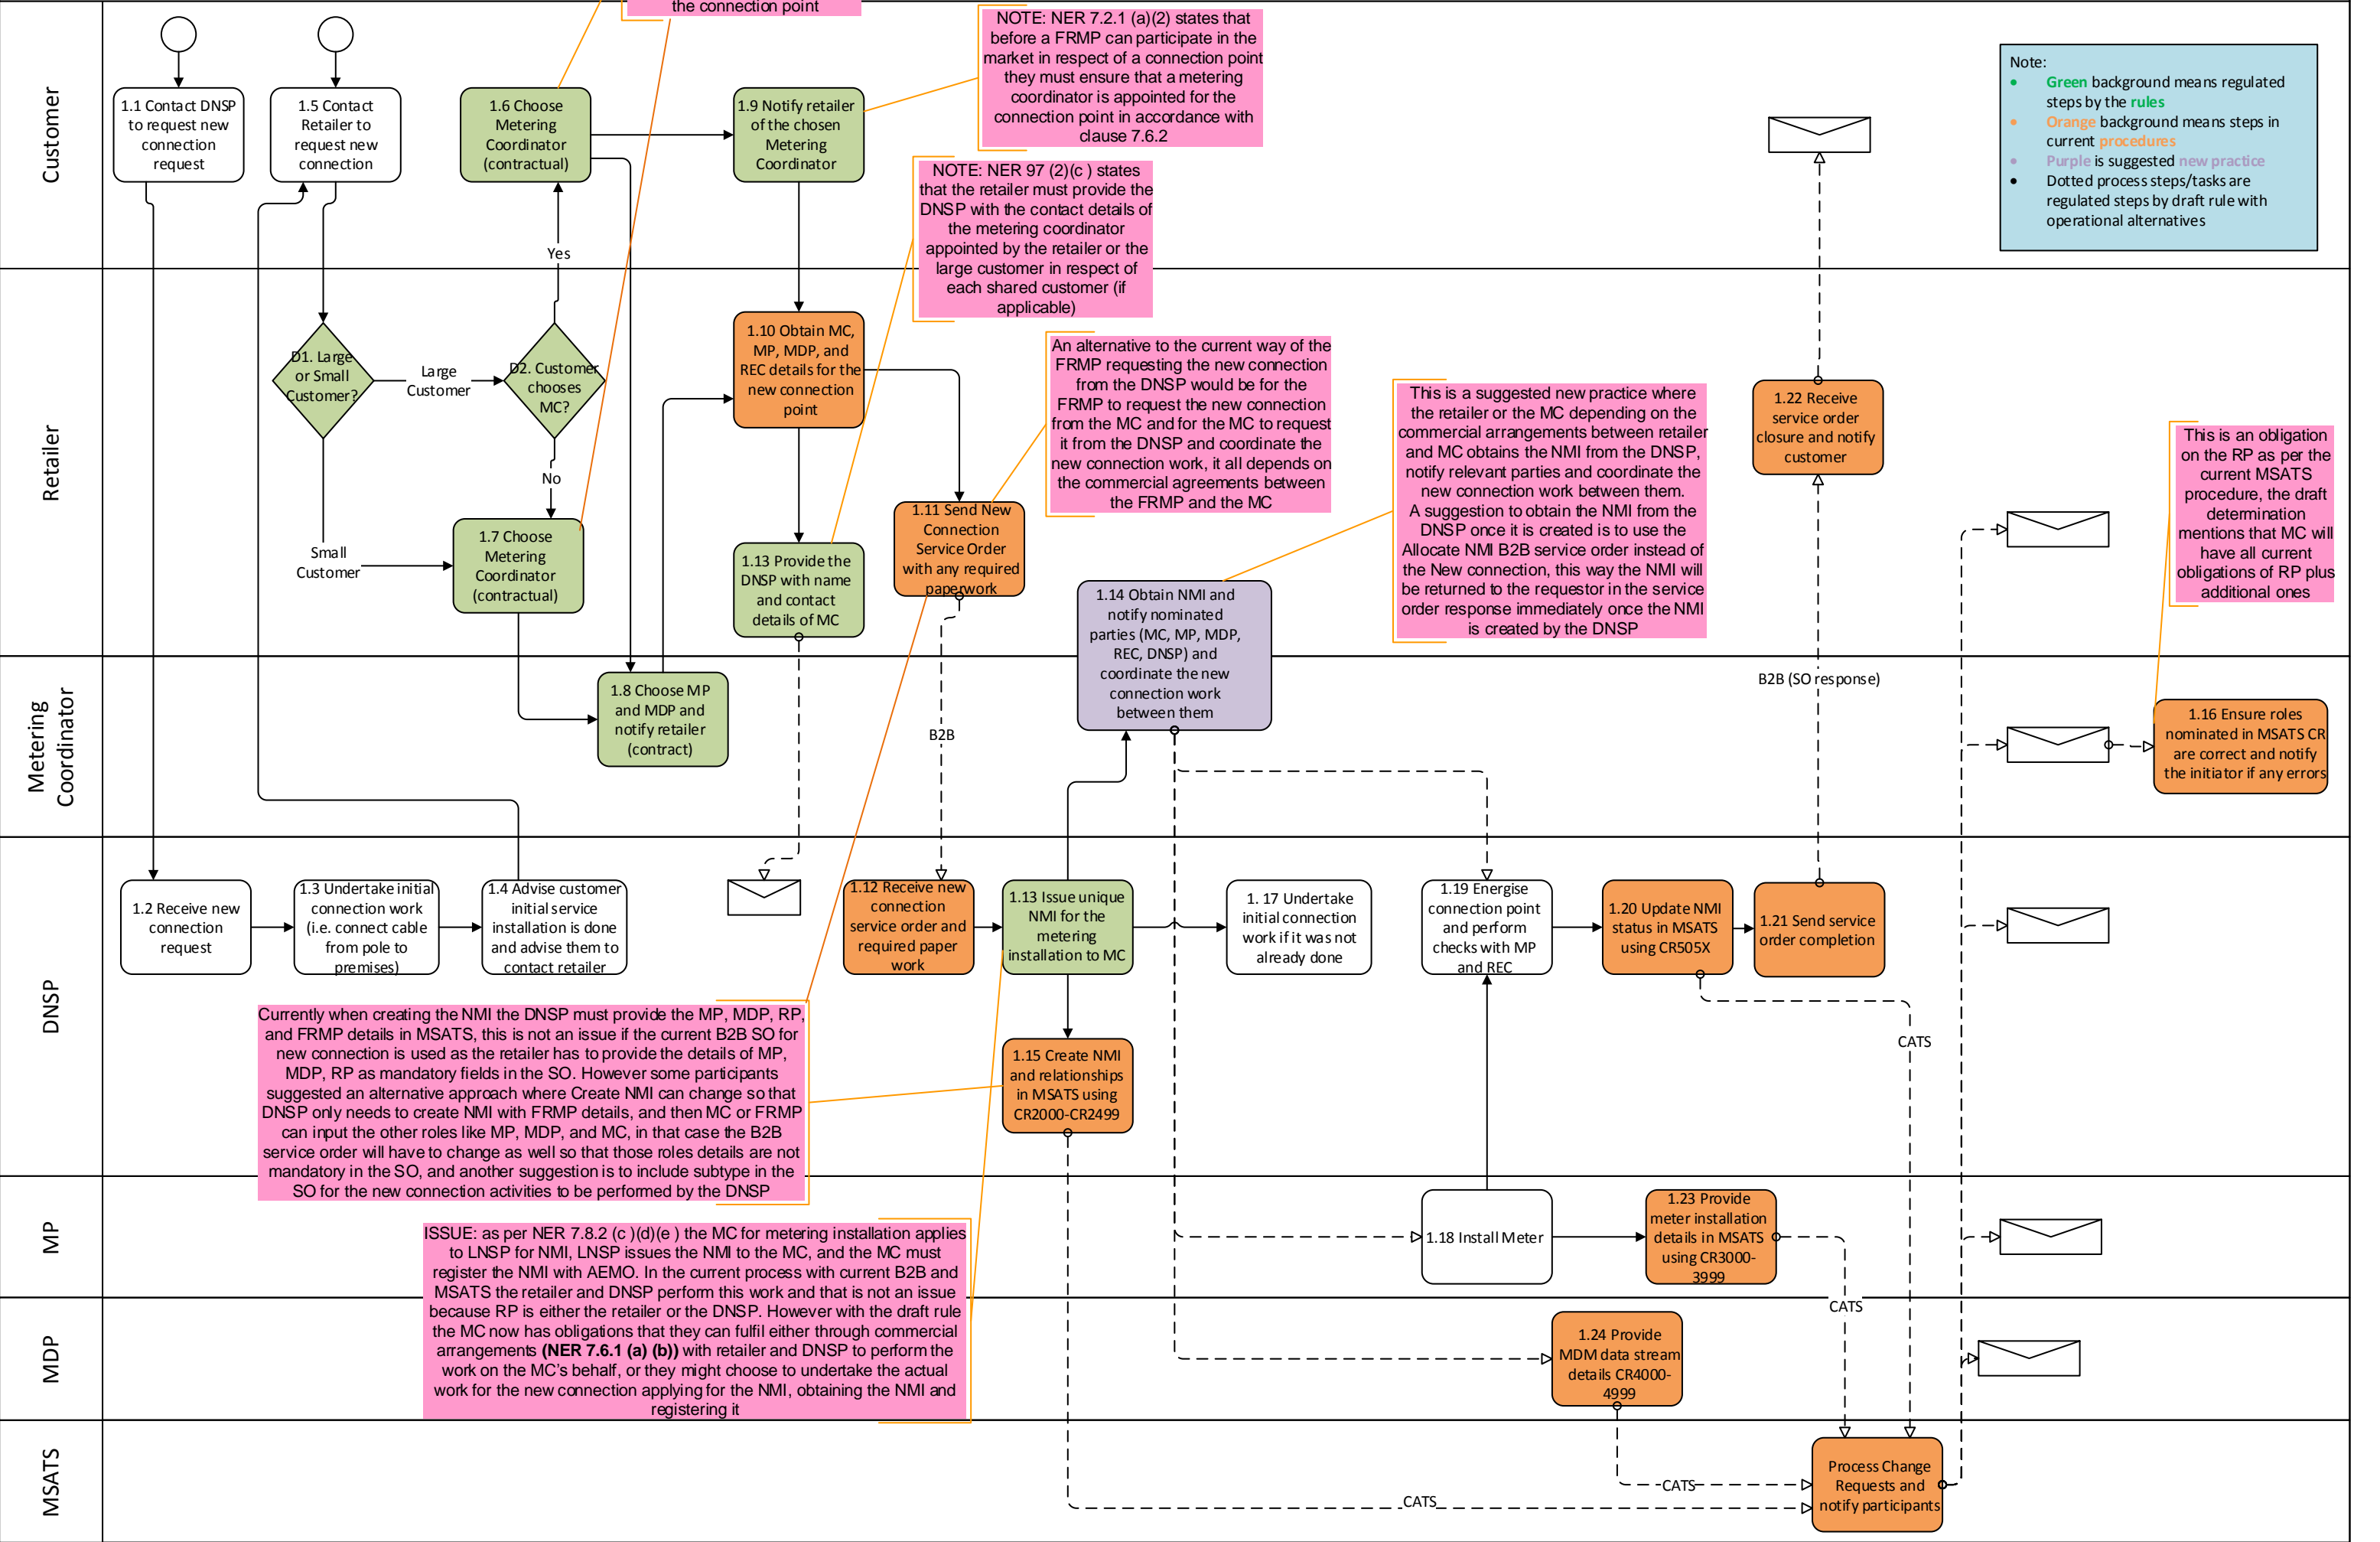 the connection point
Customer
1.1 Contact DNSP
to request new
connection
request
1.5 Contact
Retailer to
request new
connection
1.6 Choose
Metering
Coordinator
(contractual)
1.9 Notify retailer
of the chosen
Metering
Coordinator
NOTE: NER 7.2.1 (a)(2) states that
before a FRMP can participate in the
market in respect of a connection point
they must ensure that a metering
coordinator is appointed for the
connection point in accordance with
clause 7.6.2
Note:
• Green background means regulated
steps by the rules
• Orange background means steps in
current procedures
• Purple is suggested new practice
• Dotted process steps/tasks are
regulated steps by draft rule with
operational alternatives
NOTE: NER 97 (2)(c ) states
that the retailer must provide the
DNSP with the contact details of
the metering coordinator
appointed by the retailer or the
large customer in respect of
each shared customer (if
applicable)
Yes
Retailer
D1. Large
or Small
Customer?
Large
Customer
D2. Customer
chooses
MC?
No
Small
Customer
1.7 Choose
Metering
Coordinator
(contractual)
1.10 Obtain MC,
MP, MDP, and
REC details for the
new connection
point
1.13 Provide the
DNSP with name
and contact
details of MC
1.11 Send New
Connection
Service Order
with any required
paperwork
An alternative to the current way of the
FRMP requesting the new connection
from the DNSP would be for the
FRMP to request the new connection
from the MC and for the MC to request
it from the DNSP and coordinate the
new connection work, it all depends on
the commercial agreements between
the FRMP and the MC
This is a suggested new practice where
the retailer or the MC depending on the
commercial arrangements between retailer
and MC obtains the NMI from the DNSP,
notify relevant parties and coordinate the
new connection work between them.
A suggestion to obtain the NMI from the
DNSP once it is created is to use the
Allocate NMI B2B service order instead of
the New connection, this way the NMI will
be returned to the requestor in the service
order response immediately once the NMI
is created by the DNSP
1.22 Receive
service order
closure and notify
customer
This is an obligation
on the RP as per the
current MSATS
procedure, the draft
determination
mentions that MC will
have all current
obligations of RP plus
additional ones
1.14 Obtain NMI and
notify nominated
parties (MC, MP, MDP,
REC, DNSP) and
coordinate the new
connection work
between them
Metering
Coordinator
1.8 Choose MP
and MDP and
notify retailer
(contract)
B2B
B2B (SO response)
1.16 Ensure roles
nominated in MSATS CR
are correct and notify
the initiator if any errors
DNSP
1.2 Receive new
connection
request
1.3 Undertake initial
connection work
(i.e. connect cable
from pole to
premises)
1.4 Advise customer
initial service
installation is done
and advise them to
contact retailer
1.12 Receive new
connection
service order and
required paper
work
1.13 Issue unique
NMI for the
metering
installation to MC
1. 17 Undertake
initial connection
work if it was not
already done
1.19 Energise
connection point
and perform
checks with MP
and REC
1.20 Update NMI
status in MSATS
using CR505X
1.21 Send service
order completion
Currently when creating the NMI the DNSP must provide the MP, MDP, RP,
and FRMP details in MSATS, this is not an issue if the current B2B SO for
new connection is used as the retailer has to provide the details of MP,
MDP, RP as mandatory fields in the SO. However some participants
suggested an alternative approach where Create NMI can change so that
DNSP only needs to create NMI with FRMP details, and then MC or FRMP
can input the other roles like MP, MDP, and MC, in that case the B2B
service order will have to change as well so that those roles details are not
mandatory in the SO, and another suggestion is to include subtype in the
SO for the new connection activities to be performed by the DNSP
1.15 Create NMI
and relationships
in MSATS using
CR2000-CR2499
CATS
MP
1.18 Install Meter
1.23 Provide
meter installation
details in MSATS
using CR3000-
3999
ISSUE: as per NER 7.8.2 (c )(d)(e ) the MC for metering installation applies
to LNSP for NMI, LNSP issues the NMI to the MC, and the MC must
register the NMI with AEMO. In the current process with current B2B and
MSATS the retailer and DNSP perform this work and that is not an issue
because RP is either the retailer or the DNSP. However with the draft rule
the MC now has obligations that they can fulfil either through commercial
arrangements (NER 7.6.1 (a) (b)) with retailer and DNSP to perform the
work on the MC's behalf, or they might choose to undertake the actual
work for the new connection applying for the NMI, obtaining the NMI and
registering it
CATS
MDP
1.24 Provide
MDM data stream
details CR4000-
4999
MSATS
CATS
CATS
Process Change
Requests and
notify participants